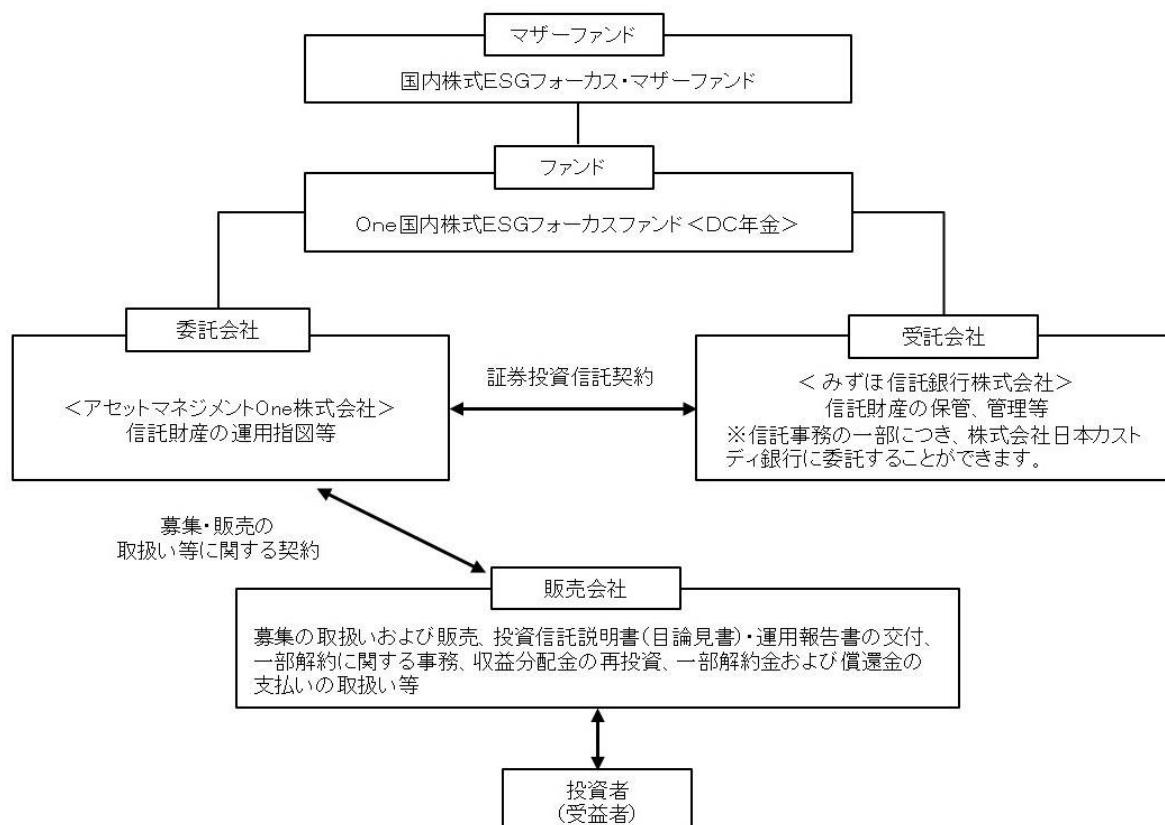 マザーファンド
国内株式ESGフォーカス・マザーファンド
ファンド
One国内株式ESGフォーカスファンド<DC年金>
委託会社
<アセットマネジメントOne株式会社>
信託財産の運用指図等
証券投資信託契約
受託会社
<みずほ信託銀行株式会社>
信託財産の保管、管理等
※信託事務の一部につき、株式会社日本カスト
ディ銀行に委託することができます。
募集・販売の
取扱い等に関する契約
販売会社
募集の取扱いおよび販売、投資信託説明書(目論見書)・運用報告書の交付、
一部解約に関する事務、収益分配金の再投資、一部解約金および償還金の
支払いの取扱い等
投資者
(受益者)